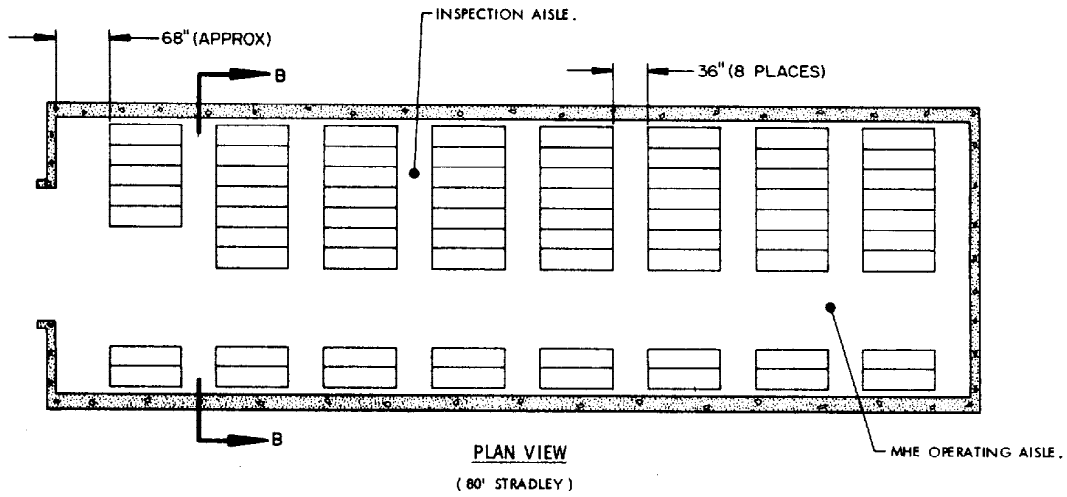 INSPECTION AISLE.
68" (APPROX)
B
36" (8 PLACES)
B
PLAN VIEW
MHE OPERATING AISLE.
( 80' STRADLEY )